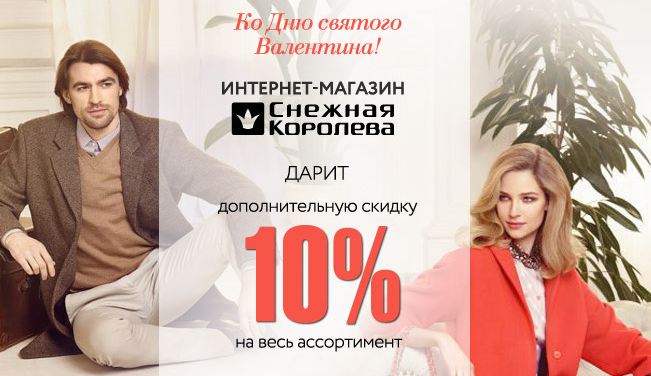 Ко Дню святого
Валентина!
ИНТЕРНЕТ-МАГАЗИН
Снежная
Королева
ДАРИТ
дополнительную скидку
10%
на весь ассортимент